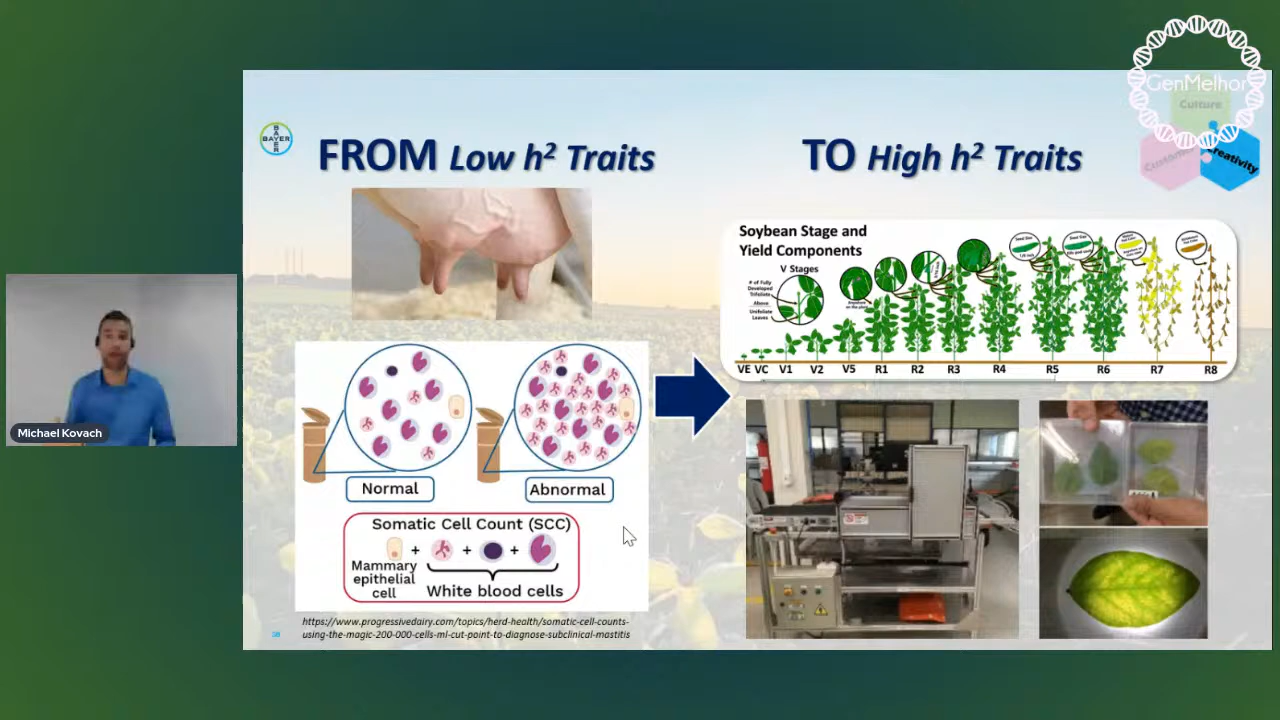 GenMelhor
Culture
Creativity
BAYER
FROM Low h² Traits
TO High h² Traits
Soybean Stage and
Yield Components
V Stages
# of Fully
Developed
Trifoliate
Above
Unifoliate
Leaves
VE VC V1 V2 V5 R1 R2 R3 R4 R5 R6 R7 R8
Michael Kovach
Normal
Abnormal
Somatic Cell Count (SCC)
+ + +
Mammary
epithelial
cell
White blood cells
https://www.progressivedairy.com/topics/herd-health/somatic-cell-counts-
using-the-magic-200-000-cells-ml-cut-point-to-diagnose-subclinical-mastitis
38